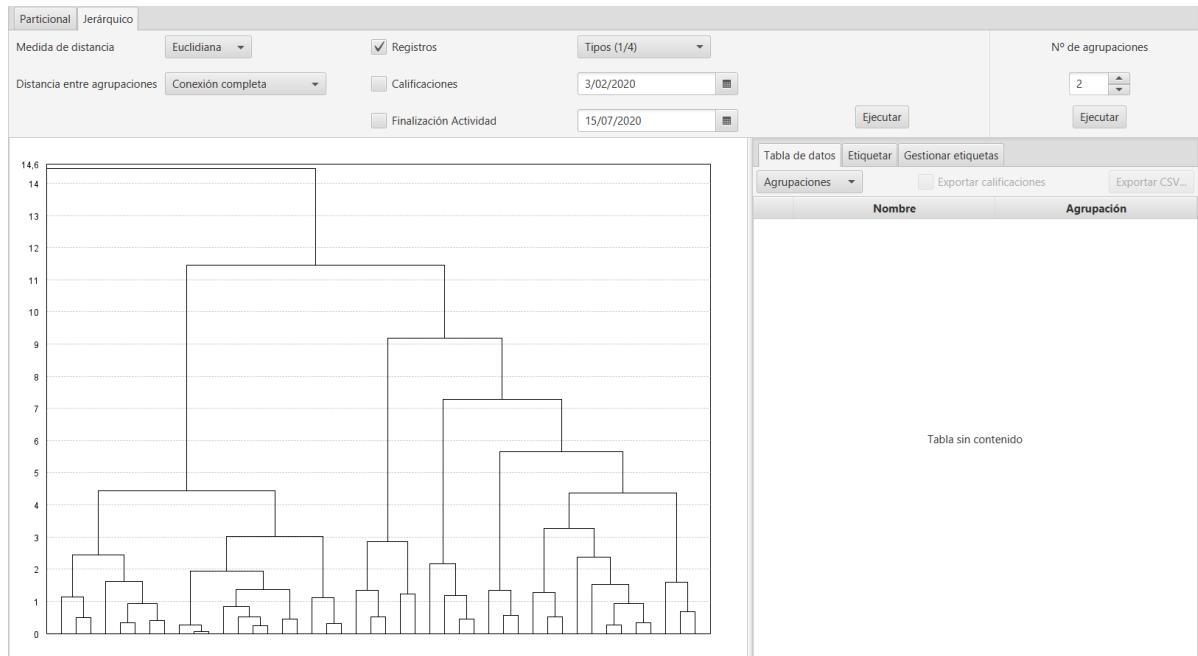 Particional Jerárquico
Medida de distancia Euclidiana Registros Tipos (1/4) Nº de agrupaciones
Distancia entre agrupaciones Conexión completa Calificaciones 3/02/2020 2
Finalización Actividad 15/07/2020 Ejecutar Ejecutar
Tabla de datos Etiquetar Gestionar etiquetas
Agrupaciones Exportar calificaciones Exportar CSV...
Nombre Agrupación
Tabla sin contenido
14,6
14
13
12
11
10
9
8
7
6
5
4
3
2
1
0